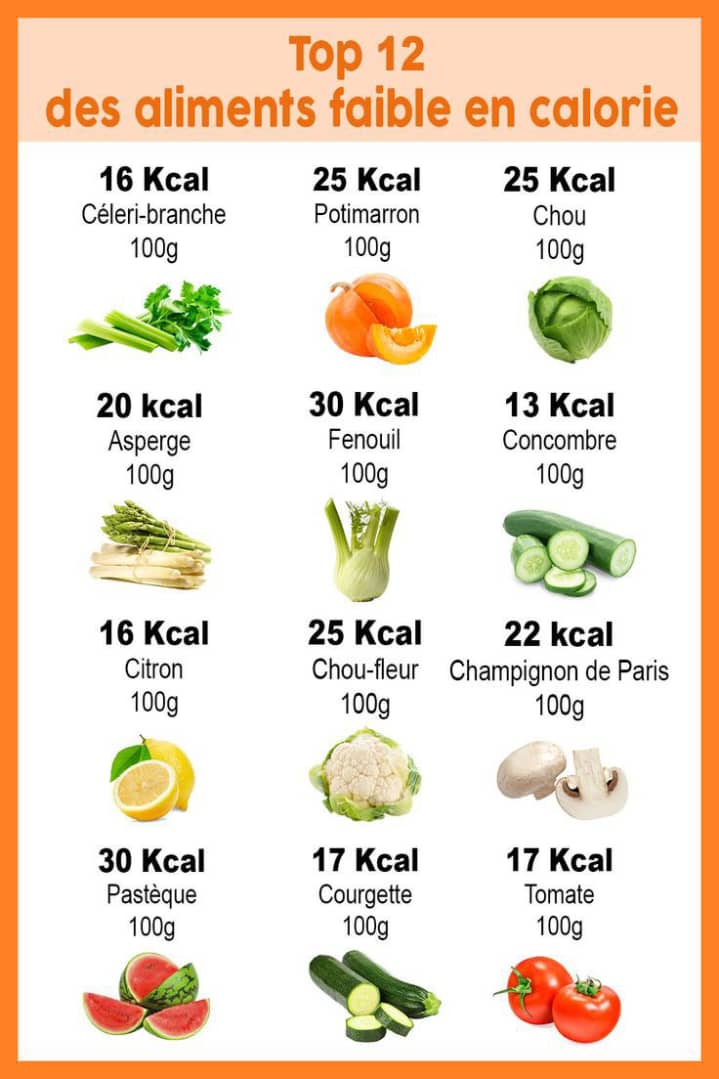 Top 12
des aliments faible en calorie
16 Kcal
Céleri-branche
100g
25 Kcal
Potimarron
100g
25 Kcal
Chou
100g
20 kcal
Asperge
100g
30 Kcal
Fenouil
100g
13 Kcal
Concombre
100g
16 Kcal
Citron
100g
25 Kcal
Chou-fleur
100g
22 kcal
Champignon de Paris
100g
30 Kcal
Pastèque
100g
17 Kcal
Courgette
100g
17 Kcal
Tomate
100g